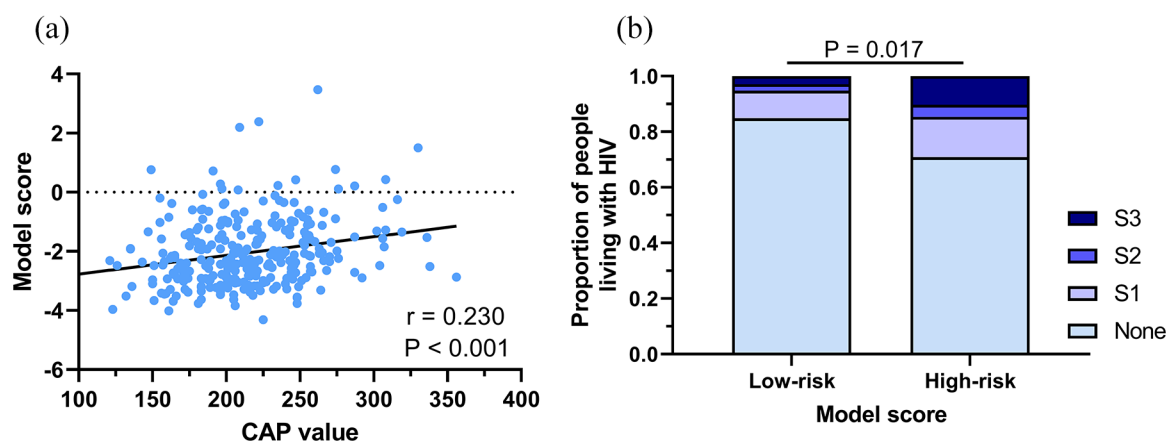 (a)
Model score
4
2
0
-2
-4
-6
r = 0.230
P < 0.001
100 150 200 250 300 350 400
CAP value
(b)
P = 0.017
Proportion of people
living with HIV
1.0
0.8
0.6
0.4
0.2
0.0
Low-risk High-risk
Model score
S3
S2
S1
None